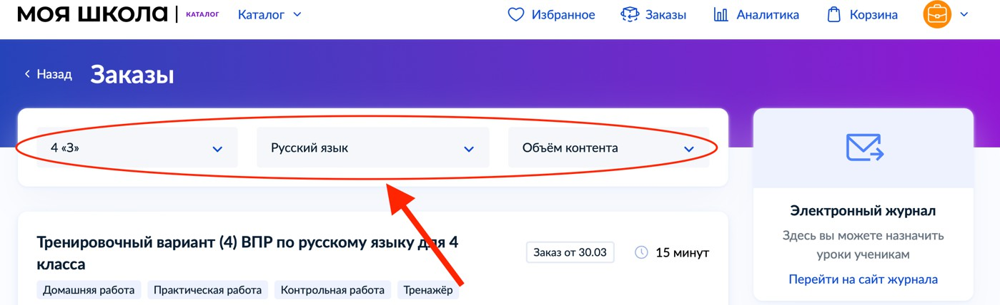 МОЯ ШКОЛА | КАТАЛОГ Каталог Избранное Заказы Аналитика Корзина
Назад Заказы
4 «З» Русский язык Объём контента
Тренировочный вариант (4) ВПР по русскому языку для 4
класса
Заказ от 30.03 15 минут
Домашняя работа Практическая работа Контрольная работа Тренажёр
Электронный журнал
Здесь вы можете назначить
уроки ученикам
Перейти на сайт журнала